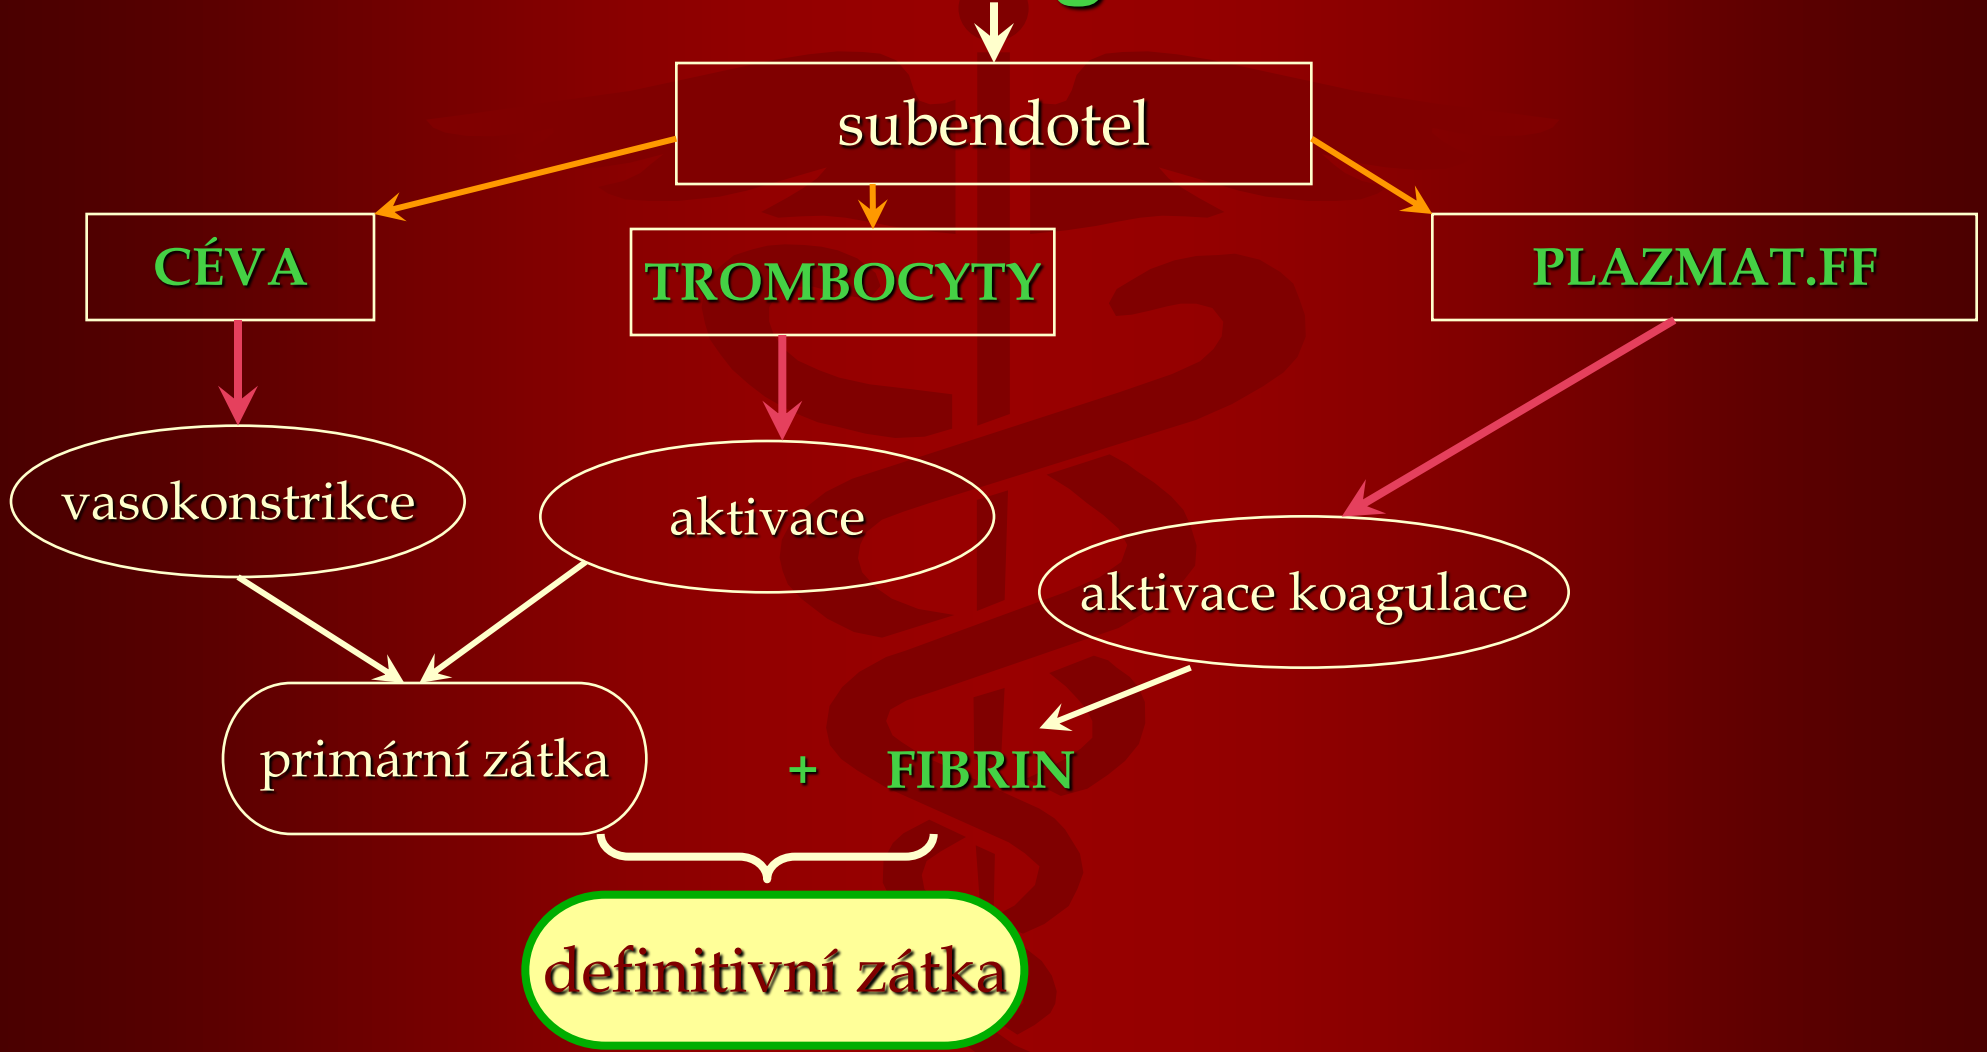 subendotel
CÉVA
TROMBOCYTY
PLAZMAT.FF
vasokonstrikce
aktivace
aktivace koagulace
primární zátka
+ FIBRIN
definitivní zátka